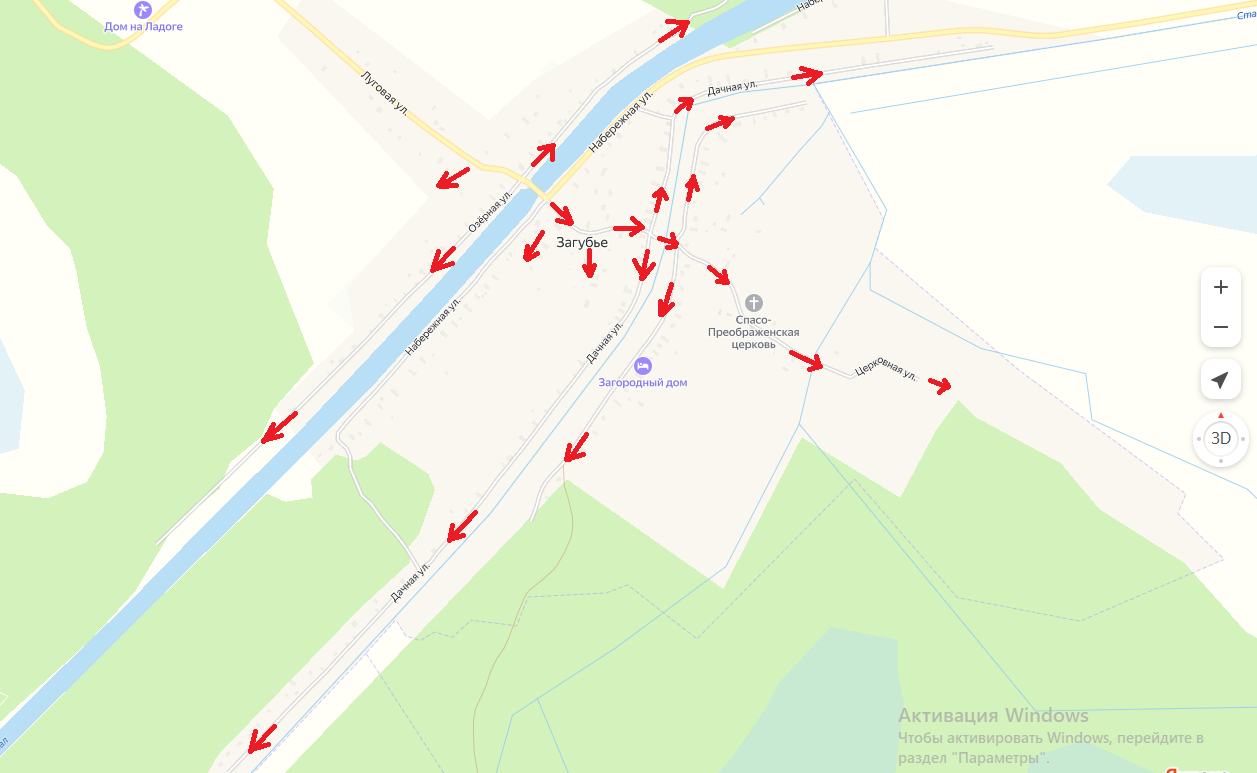 Дом на Ладоге
Луговая ул.
Набережная ул.
Дачная ул.
Озёрная ул.
Загубье
Набережная ул.
Дачная ул.
Спасо-
Преображенская
церковь
Загородный дом
Церковная ул.
3D
Дачная ул.
Активация Windows
Чтобы активировать Windows, перейдите в
раздел "Параметры".